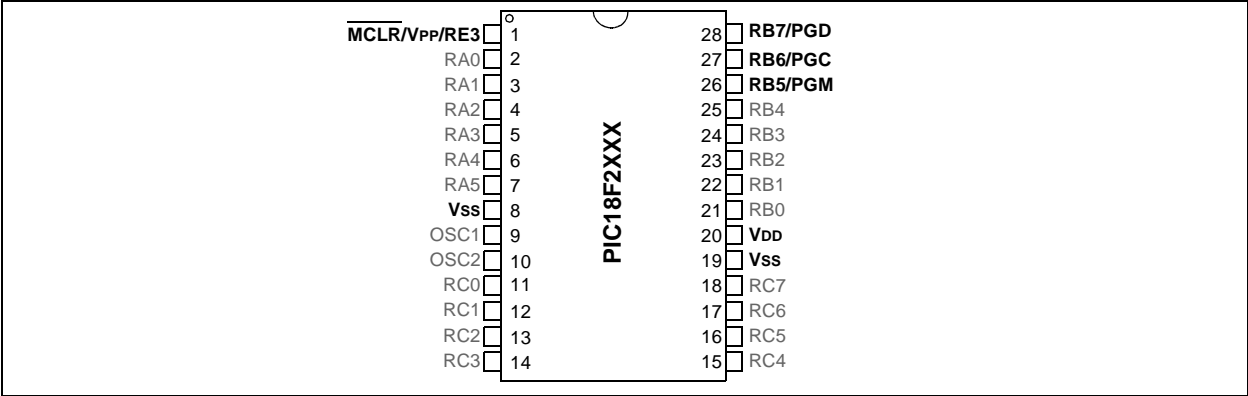 MCLR/VPP/RE3 1 28 RB7/PGD
RA0 2 27 RB6/PGC
RA1 3 26 RB5/PGM
RA2 4 25 RB4
RA3 5 24 RB3
RA4 6 23 RB2
RA5 7 22 RB1
VSS 8 21 RB0
OSC1 9 20 VDD
OSC2 10 19 VSS
RC0 11 18 RC7
RC1 12 17 RC6
RC2 13 16 RC5
RC3 14 15 RC4
PIC18F2XXX